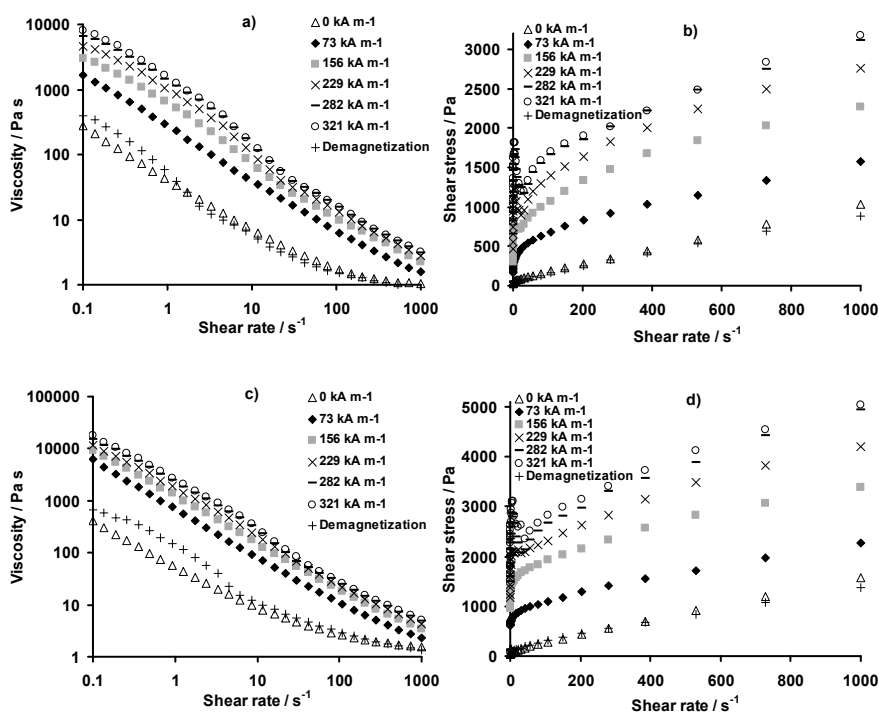 a)
10000
1000
100
10
1
0.1
1
10
100
1000
Viscosity / Pa s
Shear rate / s-1
0 kA m-1
73 kA m-1
156 kA m-1
229 kA m-1
282 kA m-1
321 kA m-1
Demagnetization
b)
3000
2500
2000
1500
1000
500
0
0
200
400
600
800
1000
Shear stress / Pa
Shear rate / s-1
0 kA m-1
73 kA m-1
156 kA m-1
229 kA m-1
282 kA m-1
321 kA m-1
Demagnetization
c)
100000
10000
1000
100
10
1
0.1
1
10
100
1000
Viscosity / Pa s
Shear rate / s-1
0 kA m-1
73 kA m-1
156 kA m-1
229 kA m-1
282 kA m-1
321 kA m-1
Demagnetization
d)
5000
4000
3000
2000
1000
0
0
200
400
600
800
1000
Shear stress / Pa
Shear rate / s-1
0 kA m-1
73 kA m-1
156 kA m-1
229 kA m-1
282 kA m-1
321 kA m-1
Demagnetization